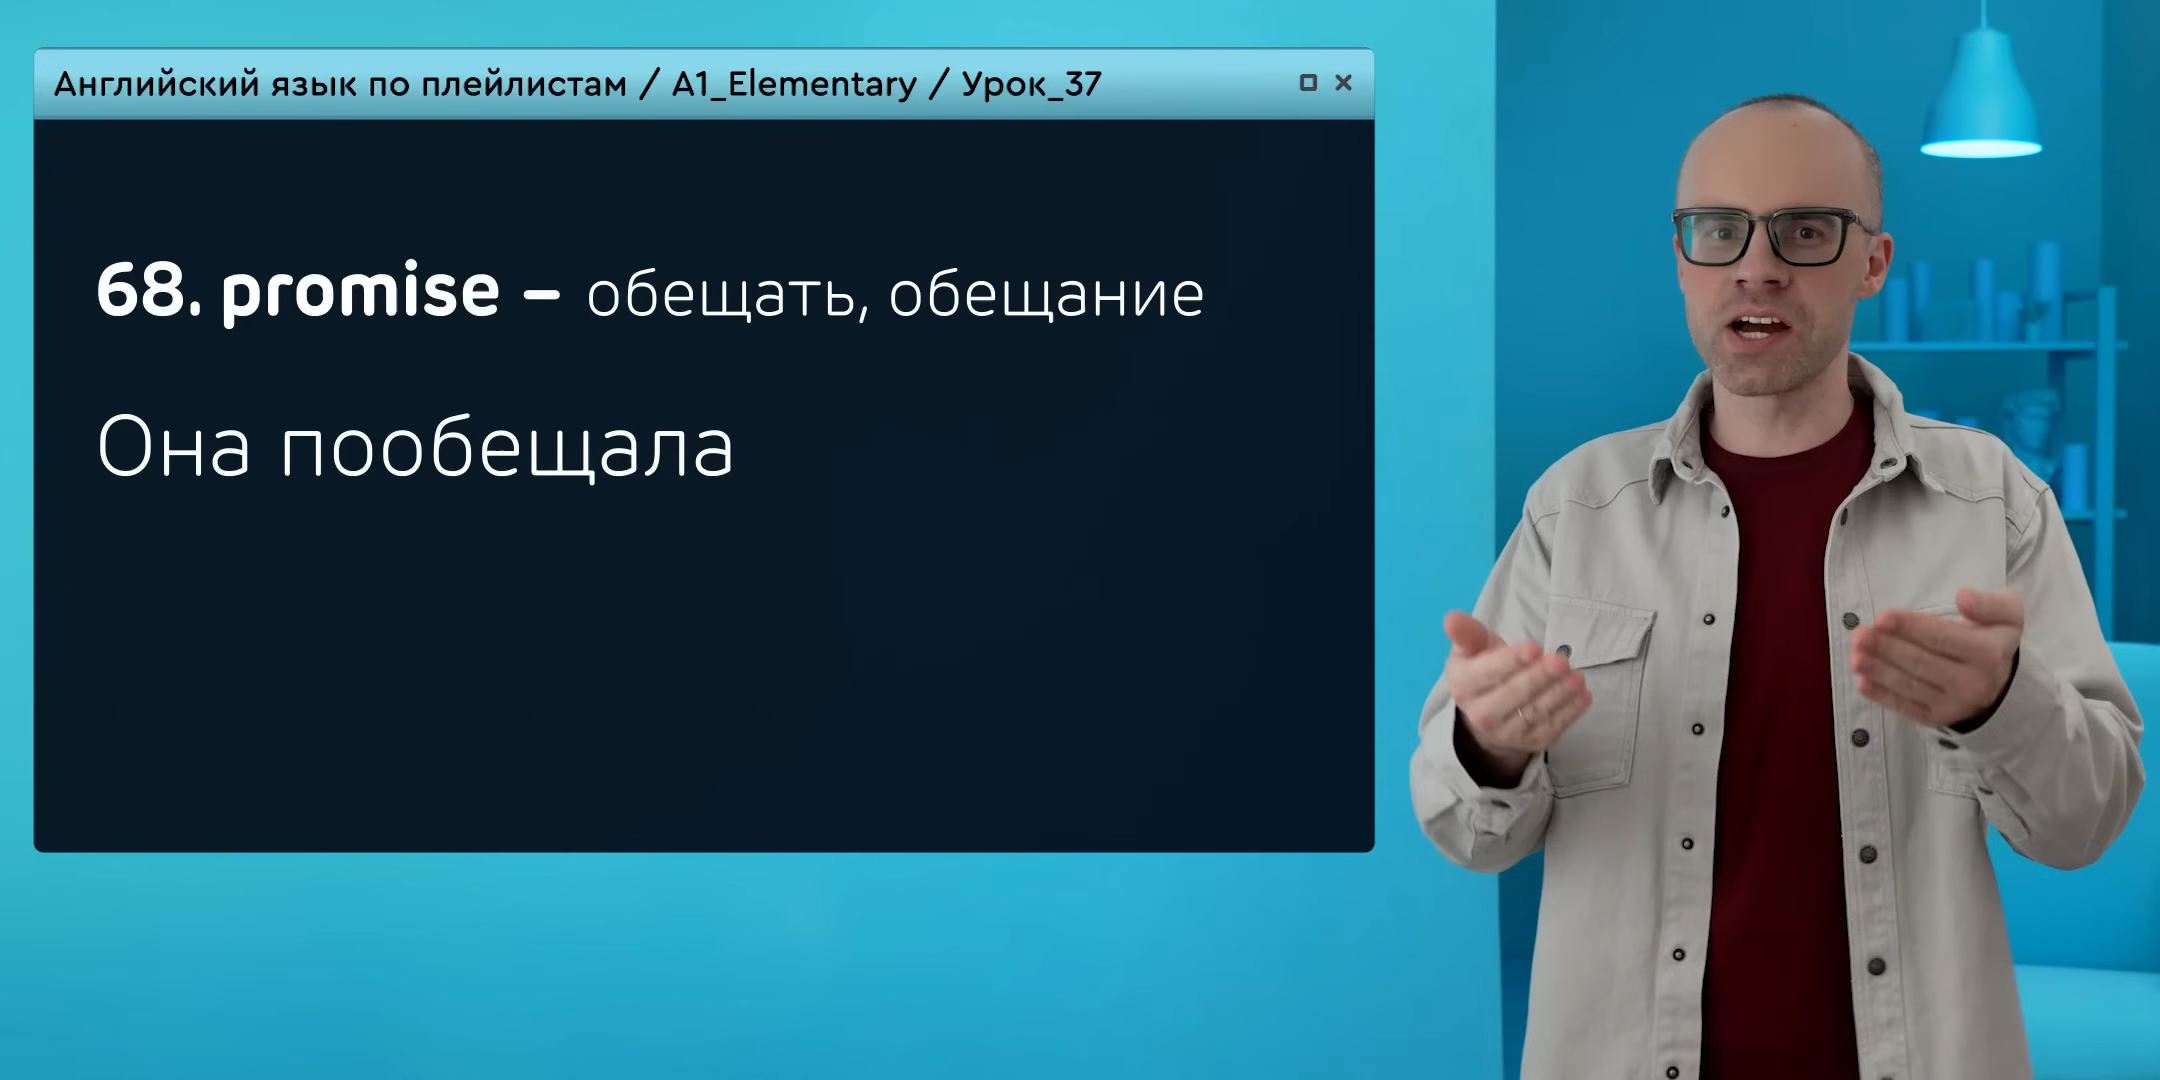 Английский язык по плейлистам / A1_Elementary / Урок_37
68. promise – обещать, обещание
Она пообещала